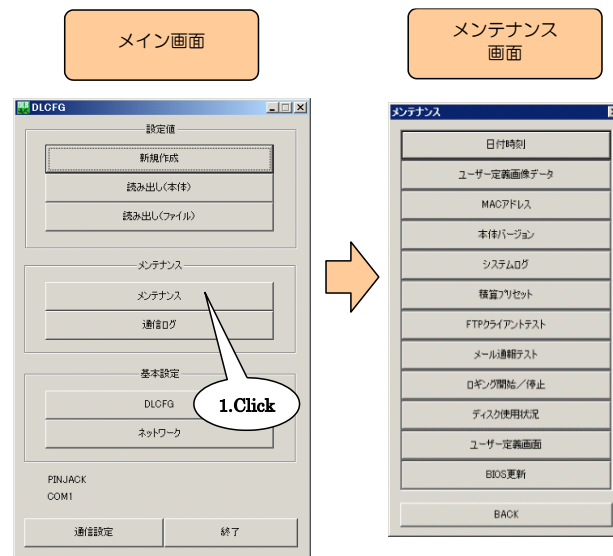 メイン画面
DLCFG
設定値
新規作成
読み出し(本体)
読み出し(ファイル)
メンテナンス
メンテナンス
通信ログ
基本設定
DLCFG
1.Click
ネットワーク
PINJACK
COM1
通信設定
終了
メンテナンス
画面
メンテナンス
日付時刻
ユーザー定義画像データ
MACアドレス
本体バージョン
システムログ
積算プリセット
FTPクライアントテスト
メール通報テスト
ロギング開始／停止
ディスク使用状況
ユーザー定義画面
BIOS更新
BACK